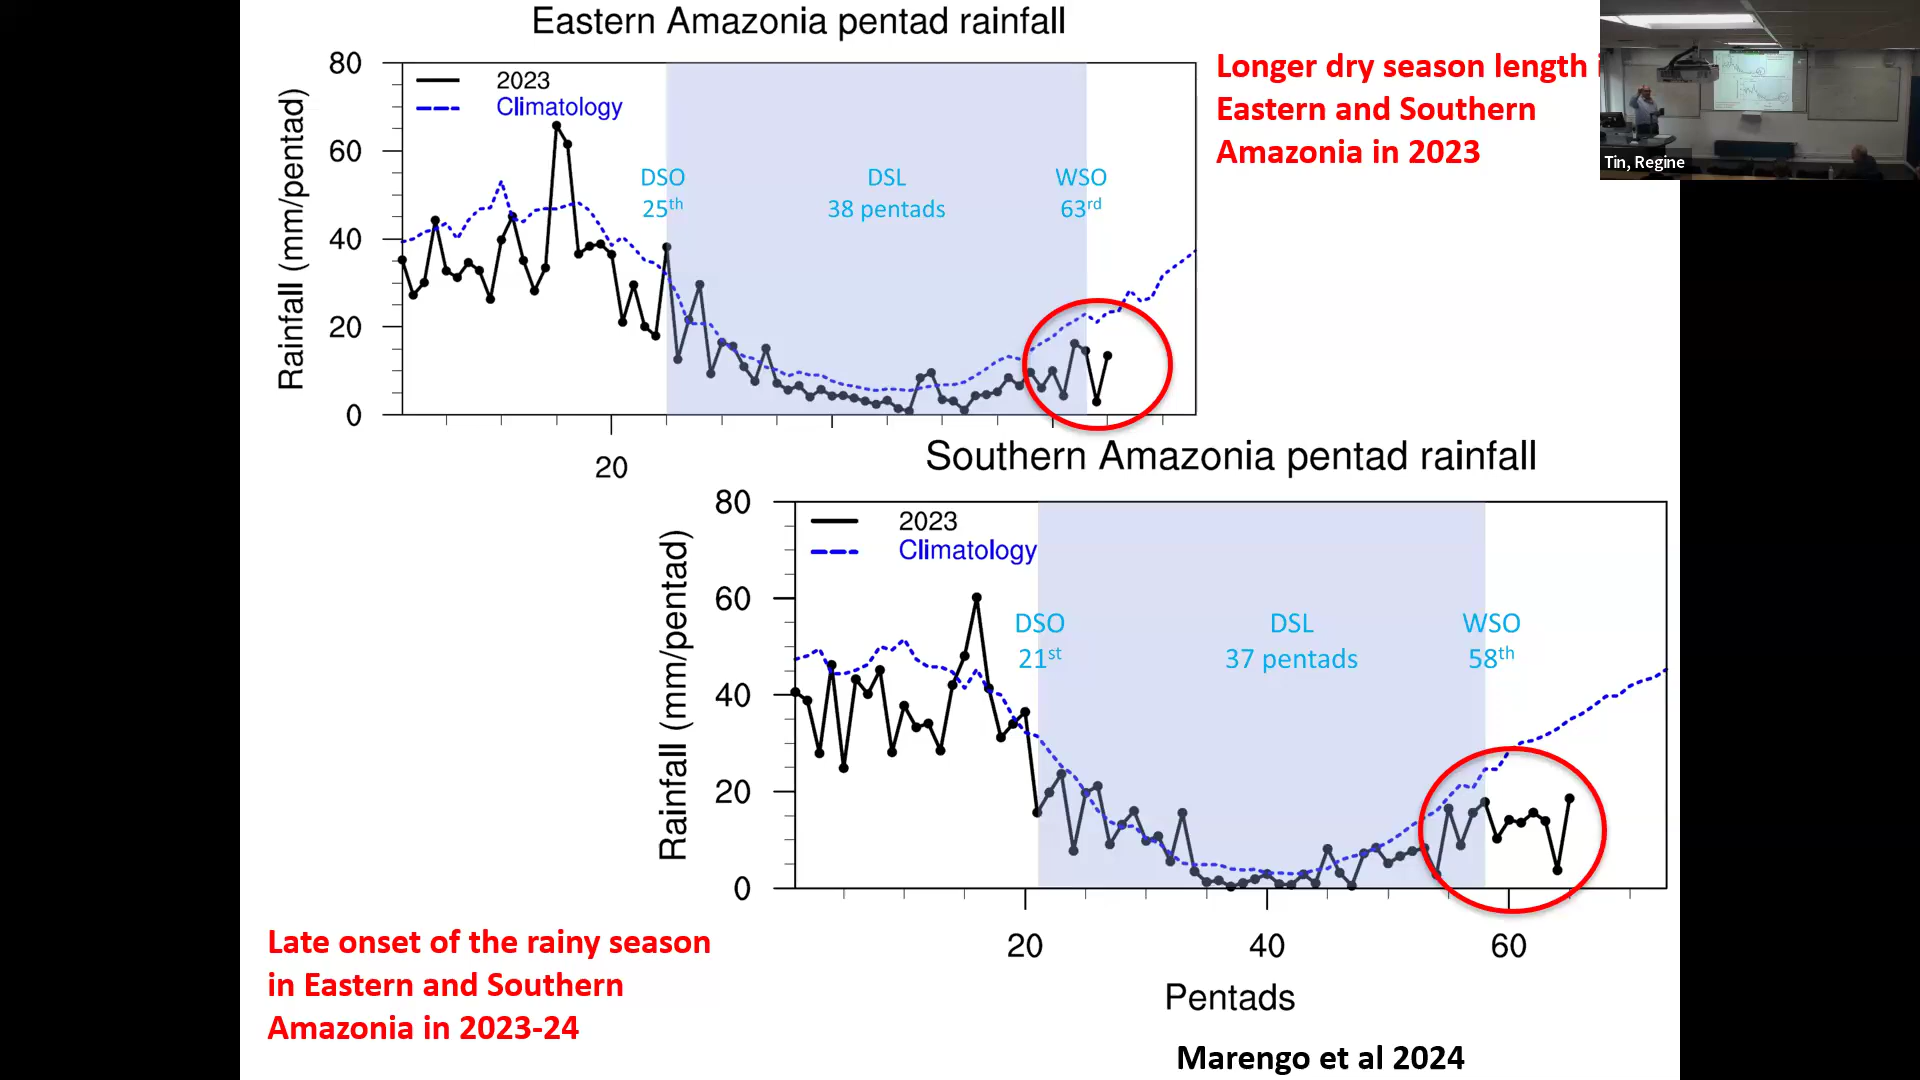 Eastern Amazonia pentad rainfall
80
60
40
20
0
Rainfall (mm/pentad)
2023
Climatology
DSO
25th
DSL
38 pentads
WSO
63rd
20
Longer dry season length
Eastern and Southern
Amazonia in 2023
Tin, Regine
Southern Amazonia pentad rainfall
80
60
40
20
0
Rainfall (mm/pentad)
2023
Climatology
DSO
21st
DSL
37 pentads
WSO
58th
20
40
60
Pentads
Late onset of the rainy season
in Eastern and Southern
Amazonia in 2023-24
Marengo et al 2024